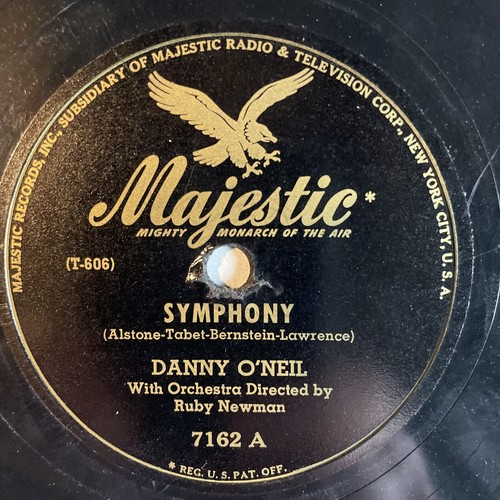 MAJESTIC RECORDS, INC., SUBSIDIARY OF MAJESTIC RADIO & TELEVISION CORP., NEW YORK CITY, U. S. A.
Majestic*
MIGHTY MONARCH OF THE AIR
(T-606)
SYMPHONY
(Alstone-Tabet-Bernstein-Lawrence)
DANNY O'NEIL
With Orchestra Directed by
Ruby Newman
7162 A
* REG. U. S. PAT. OFF.